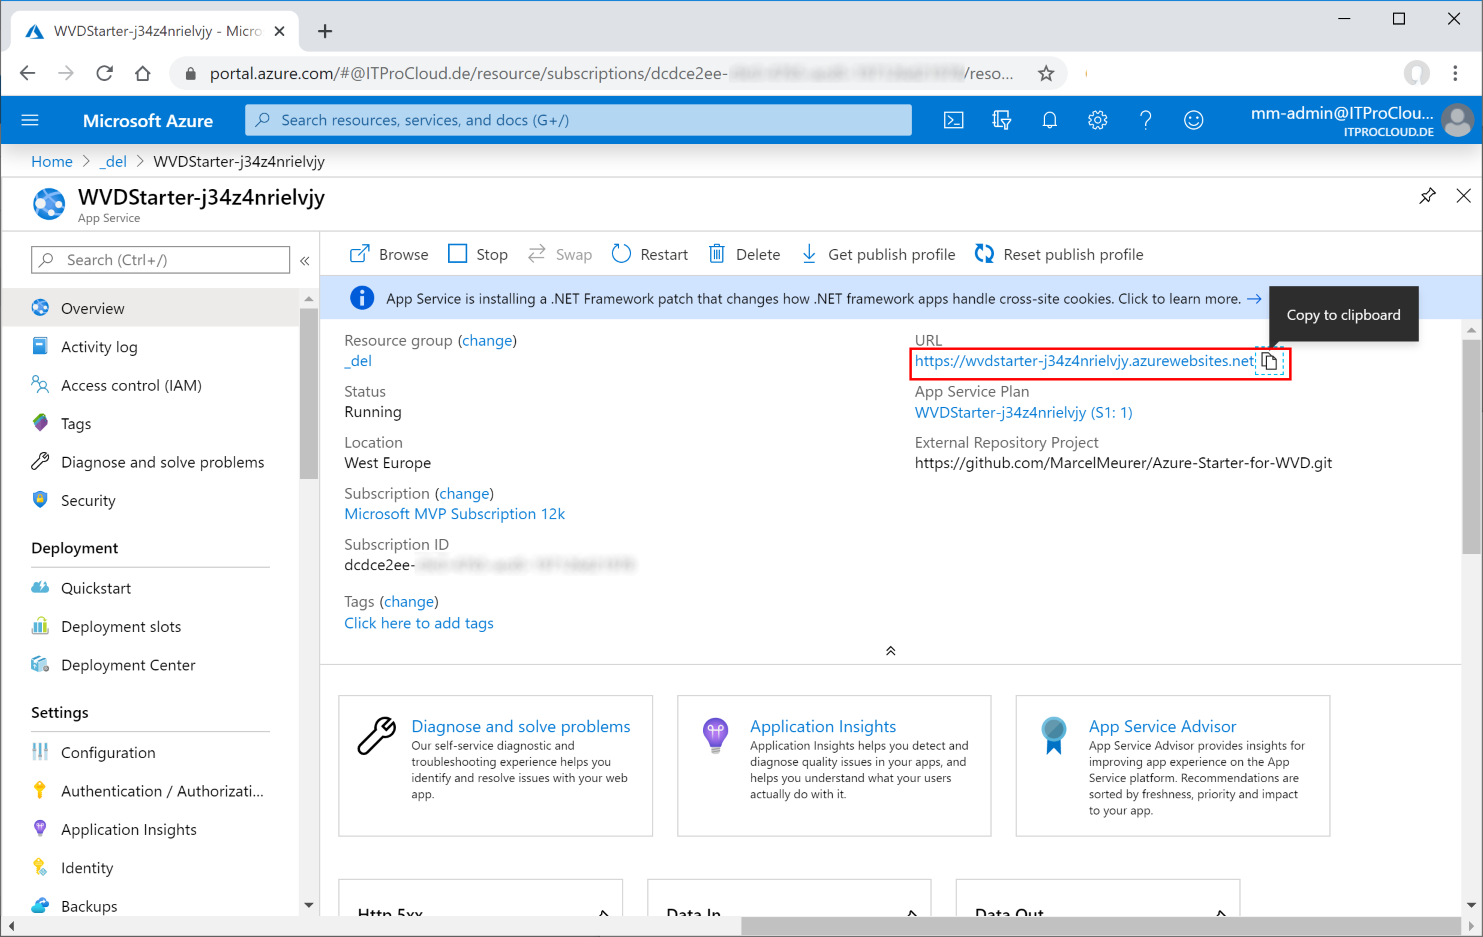 WVDStarter-j34z4nrielvjy - Micro
portal.azure.com/#@ITProCloud.de/resource/subscriptions/dcdce2ee-
/reso...
Microsoft Azure
Search resources, services, and docs (G+/)
mm-admin@ITProClou...
ITPROCLOUD.DE
Home > _del > WVDStarter-j34z4nrielvjy
WVDStarter-j34z4nrielvjy
App Service
Search (Ctrl+/)
«
Overview
Activity log
Access control (IAM)
Tags
Diagnose and solve problems
Security
Deployment
Quickstart
Deployment slots
Deployment Center
Settings
Configuration
Authentication / Authorizati...
Application Insights
Identity
Backups
Browse
Stop
Swap
Restart
Delete
Get publish profile
Reset publish profile
App Service is installing a .NET Framework patch that changes how .NET framework apps handle cross-site cookies. Click to learn more. →
Copy to clipboard
Resource group (change)
_del
Status
Running
Location
West Europe
Subscription (change)
Microsoft MVP Subscription 12k
Subscription ID
dcdce2ee-
Tags (change)
Click here to add tags
URL
https://wvdstarter-j34z4nrielvjy.azurewebsites.net
App Service Plan
WVDStarter-j34z4nrielvjy (S1: 1)
External Repository Project
https://github.com/MarcelMeurer/Azure-Starter-for-WVD.git
Diagnose and solve problems
Our self-service diagnostic and
troubleshooting experience helps you
identify and resolve issues with your web
app.
Application Insights
Application Insights helps you detect and
diagnose quality issues in your apps, and
helps you understand what your users
actually do with it.
App Service Advisor
App Service Advisor provides insights for
improving app experience on the App
Service platform. Recommendations are
sorted by freshness, priority and impact
to your app.
Http 5xx
Data In
Data Out